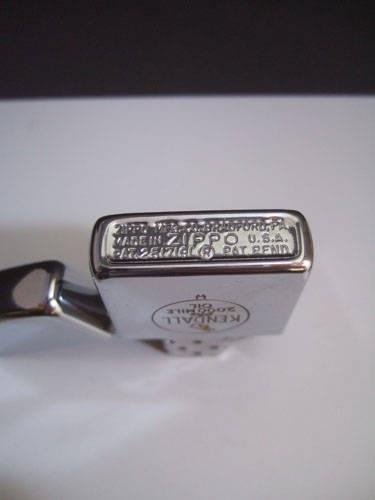 ZIPPO MFG. CO. BRADFORD, PA.
MADE IN ZIPPO U.S.A.
PAT. 2517191 ® PAT. PEND.
KENDALL
2000 MILE
OIL